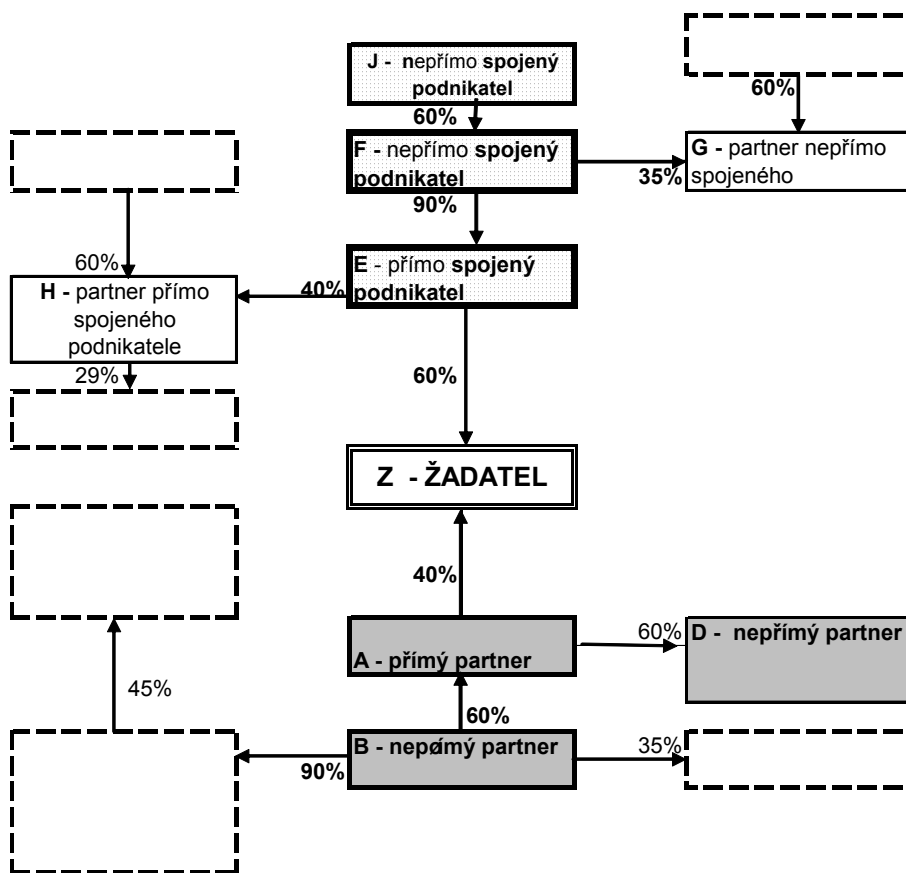 J - nepřímo spojený
podnikatel
60%
60%
F - nepřímo spojený
podnikatel
35%
G - partner nepřímo
spojeného
90%
60%
E - přímo spojený
podnikatel
40%
H - partner přímo
spojeného
podnikatele
29%
60%
Z - ŽADATEL
40%
A - přímý partner
60%
D - nepřímý partner
45%
60%
B - nepømý partner
35%
90%